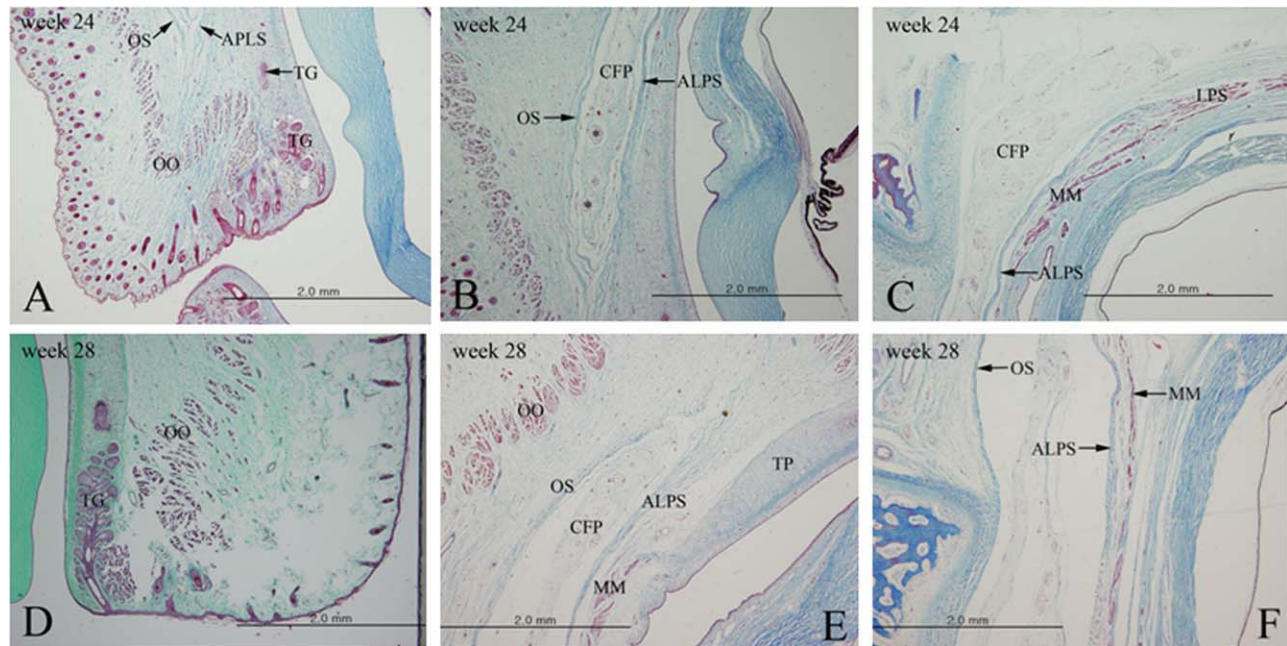 week 24
OS
APLS
TG
TG
OO
A
2.0 mm
week 24
CFP
ALPS
OS
B
2.0 mm
week 24
LPS
CFP
MM
ALPS
C
2.0 mm
week 28
OO
TG
D
2.0 mm
week 28
OO
TP
OS
ALPS
CFP
MM
E
2.0 mm
week 28
OS
MM
ALPS
F
2.0 mm